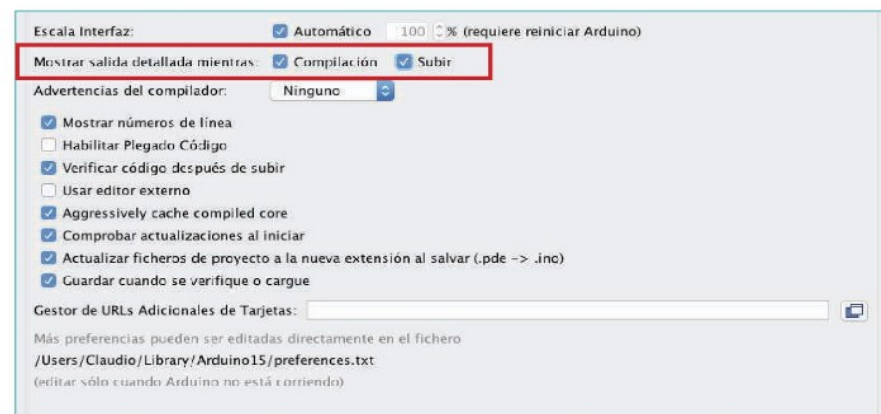 Escala Interfaz: Automático 100 % (requiere reiniciar Arduino)
Mostrar salida detallada mientras: Compilación Subir
Advertencias del compilador: Ninguno
Mostrar números de línea
Habilitar Plegado Código
Verificar código después de subir
Usar editor externo
Aggressively cache compiled core
Comprobar actualizaciones al iniciar
Actualizar ficheros de proyecto a la nueva extensión al salvar (.pde -> .ino)
Guardar cuando se verifique o cargue
Gestor de URLs Adicionales de Tarjetas:
Más preferencias pueden ser editadas directamente en el fichero
/Users/Claudio/Library/Arduino15/preferences.txt
(editar sólo cuando Arduino no está corriendo)